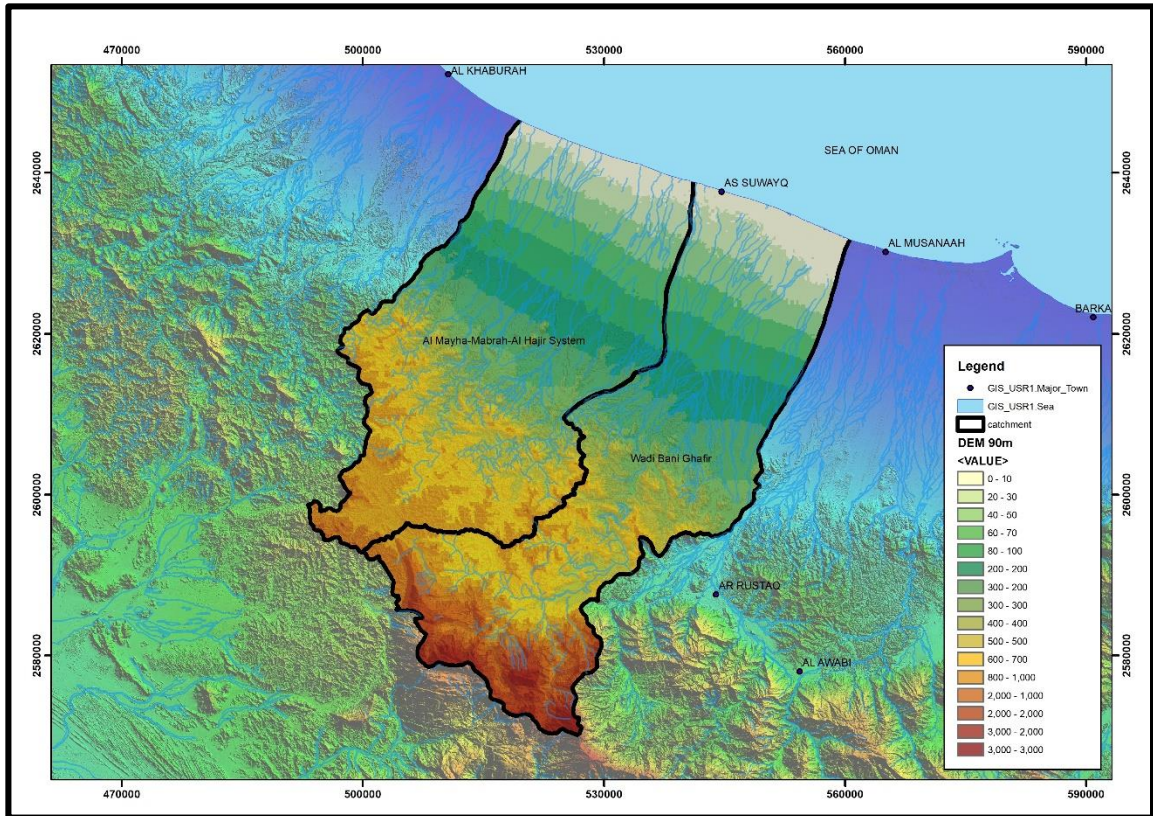 470000
500000
530000
560000
590000
AL KHABURAH
SEA OF OMAN
2640000
2640000
AS SUWAYQ
AL MUSANAAH
BARKA
2620000
2620000
Al Mayha-Mabrah-Al Hajir System
Wadi Bani Ghafir
2600000
2600000
AR RUSTAQ
AL AWABI
2580000
2580000
Legend
GIS_USR1.Major_Town
GIS_USR1.Sea
catchment
DEM 90m
<VALUE>
0 - 10
20 - 30
40 - 50
60 - 70
80 - 100
200 - 200
300 - 200
300 - 300
400 - 400
500 - 500
600 - 700
800 - 1,000
2,000 - 1,000
2,000 - 2,000
3,000 - 2,000
3,000 - 3,000
470000
500000
530000
560000
590000